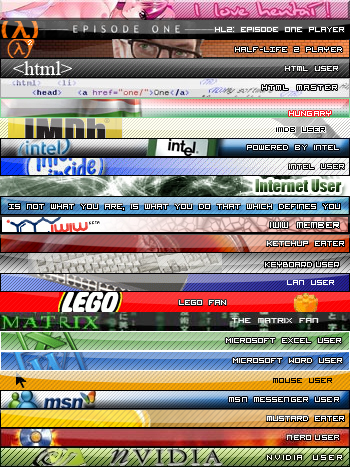 I love hentai
EPISODE ONE HL2: EPISODE ONE PLAYER
λ² HALF-LIFE 2 PLAYER
<html> HTML USER
<html> <li>
<head> <a href="one/">One</a> HTML MASTER
HUNGARY
IMDb IMDB USER
intel intel POWERED BY INTEL
intel inside INTEL USER
Internet User
IS NOT WHAT YOU ARE, IS WHAT YOU DO THAT WHICH DEFINES YOU
iWiW IWIW MEMBER
KETCHUP EATER
KEYBOARD USER
LAN USER
LEGO LEGO FAN
MATRIX THE MATRIX FAN
MICROSOFT EXCEL USER
MICROSOFT WORD USER
MOUSE USER
msn MSN MESSENGER USER
MUSTARD EATER
NERO USER
nVIDIA NVIDIA USER